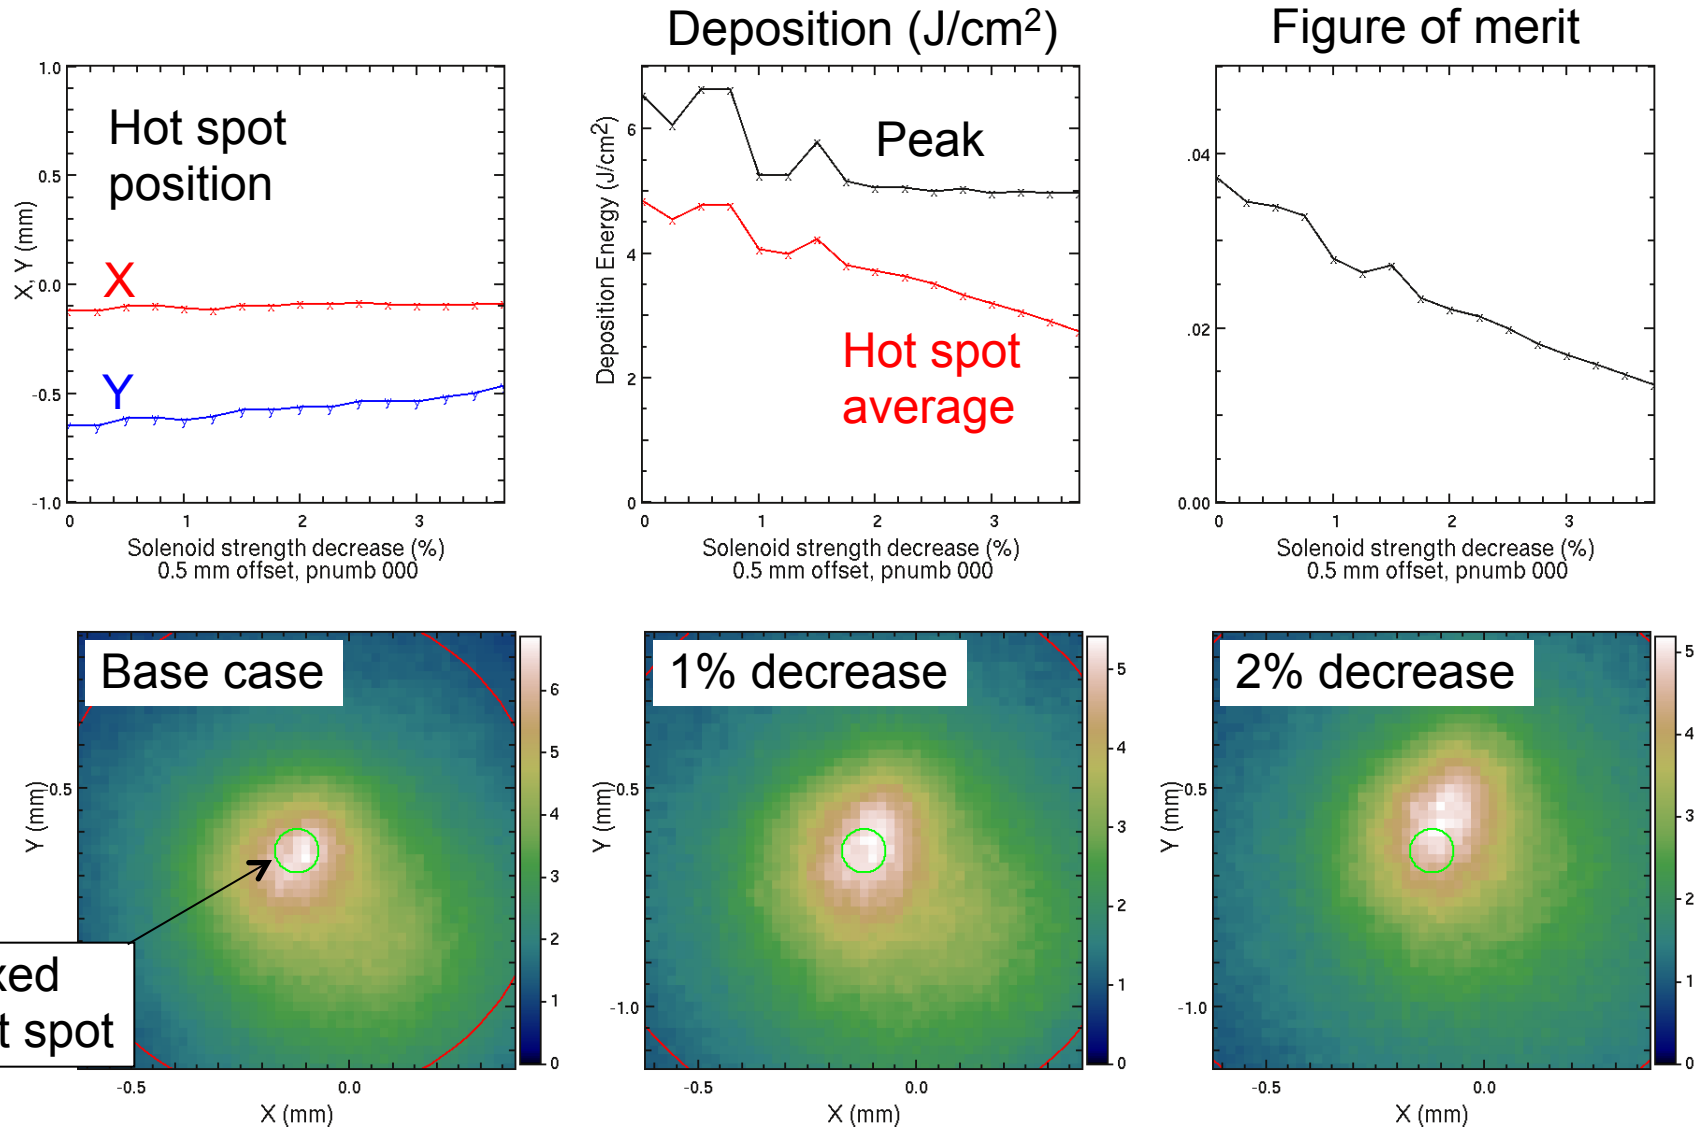 Deposition (J/cm²)
Figure of merit
Hot spot
position
X
Y
X, Y (mm)
1.0
0.5
0.0
-0.5
-1.0
0 1 2 3
Solenoid strength decrease (%)
0.5 mm offset, pnumb 000
Peak
Hot spot
average
Deposition Energy (J/cm²)
6
4
2
0
0 1 2 3
Solenoid strength decrease (%)
0.5 mm offset, pnumb 000
.04
.02
0.00
0 1 2 3
Solenoid strength decrease (%)
0.5 mm offset, pnumb 000
Base case
xed
t spot
Y (mm)
-0.5
-0.5 0.0
X (mm)
6
5
4
3
2
1
0
1% decrease
Y (mm)
-0.5
-1.0
-0.5 0.0
X (mm)
5
4
3
2
1
0
2% decrease
Y (mm)
-0.5
-1.0
-0.5 0.0
X (mm)
5
4
3
2
1
0